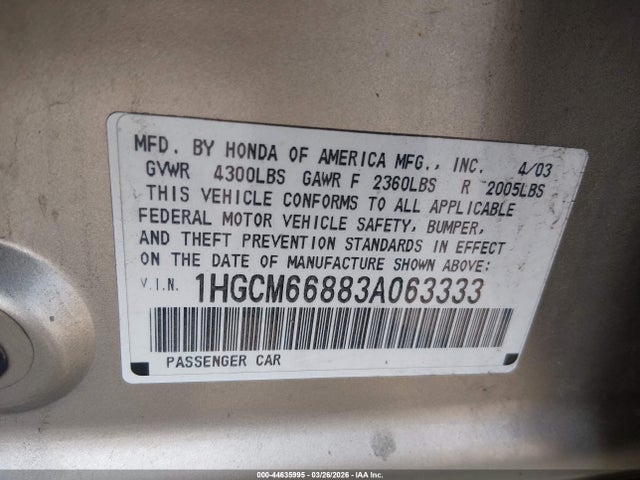 MFD. BY HONDA OF AMERICA MFG., INC. 4/03
GVWR 4300LBS GAWR F 2360LBS R 2005LBS
THIS VEHICLE CONFORMS TO ALL APPLICABLE
FEDERAL MOTOR VEHICLE SAFETY, BUMPER,
AND THEFT PREVENTION STANDARDS IN EFFECT
ON THE DATE OF MANUFACTURE SHOWN ABOVE:
V.I.N. 1HGCM66883A063333
PASSENGER CAR
000-44635995 | 03/26/2026 | IAA Inc.